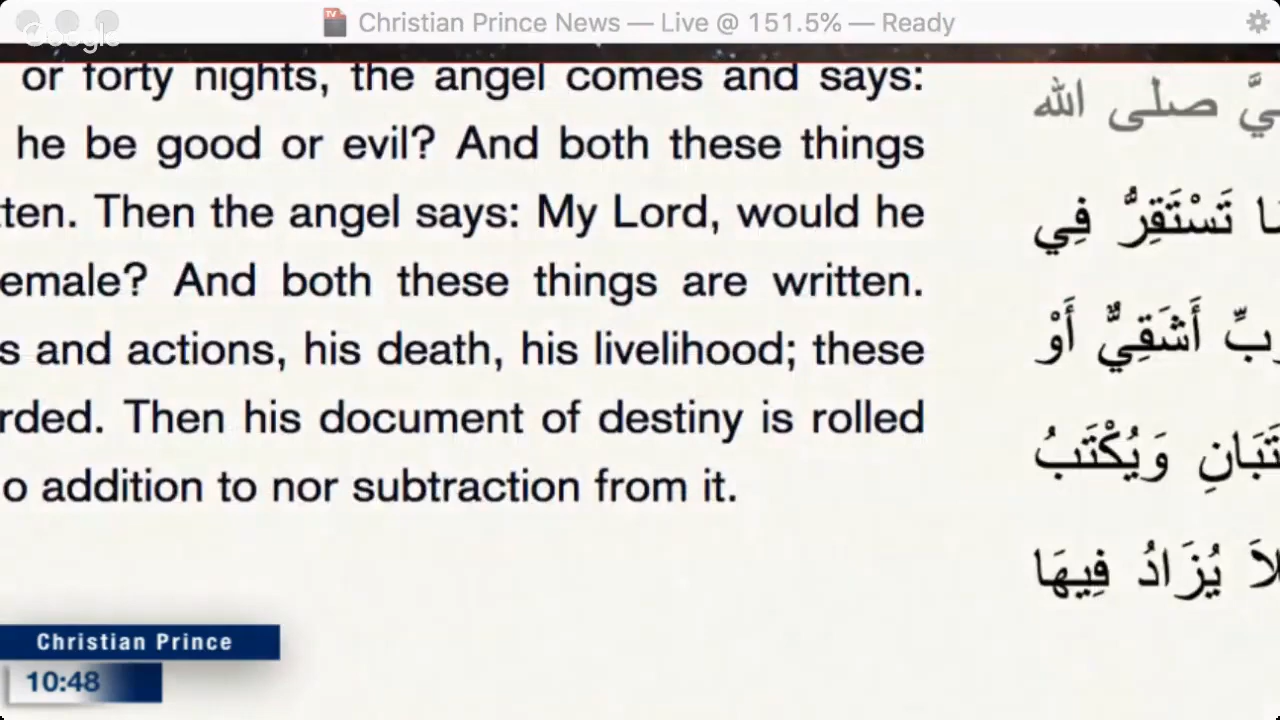 Christian Prince News — Live @ 151.5% — Ready
Google
or forty nights, the angel comes and says:
he be good or evil? And both these things
tten. Then the angel says: My Lord, would he
emale? And both these things are written.
s and actions, his death, his livelihood; these
rded. Then his document of destiny is rolled
o addition to nor subtraction from it.
صلى الله
تَسْتَقِرُّ فِي
رَبِّ أَشَقِيٌّ أَوْ
تَبَانِ وَيُكْتَبُ
لاَ يُزَادُ فِيهَا
Christian Prince
10:48